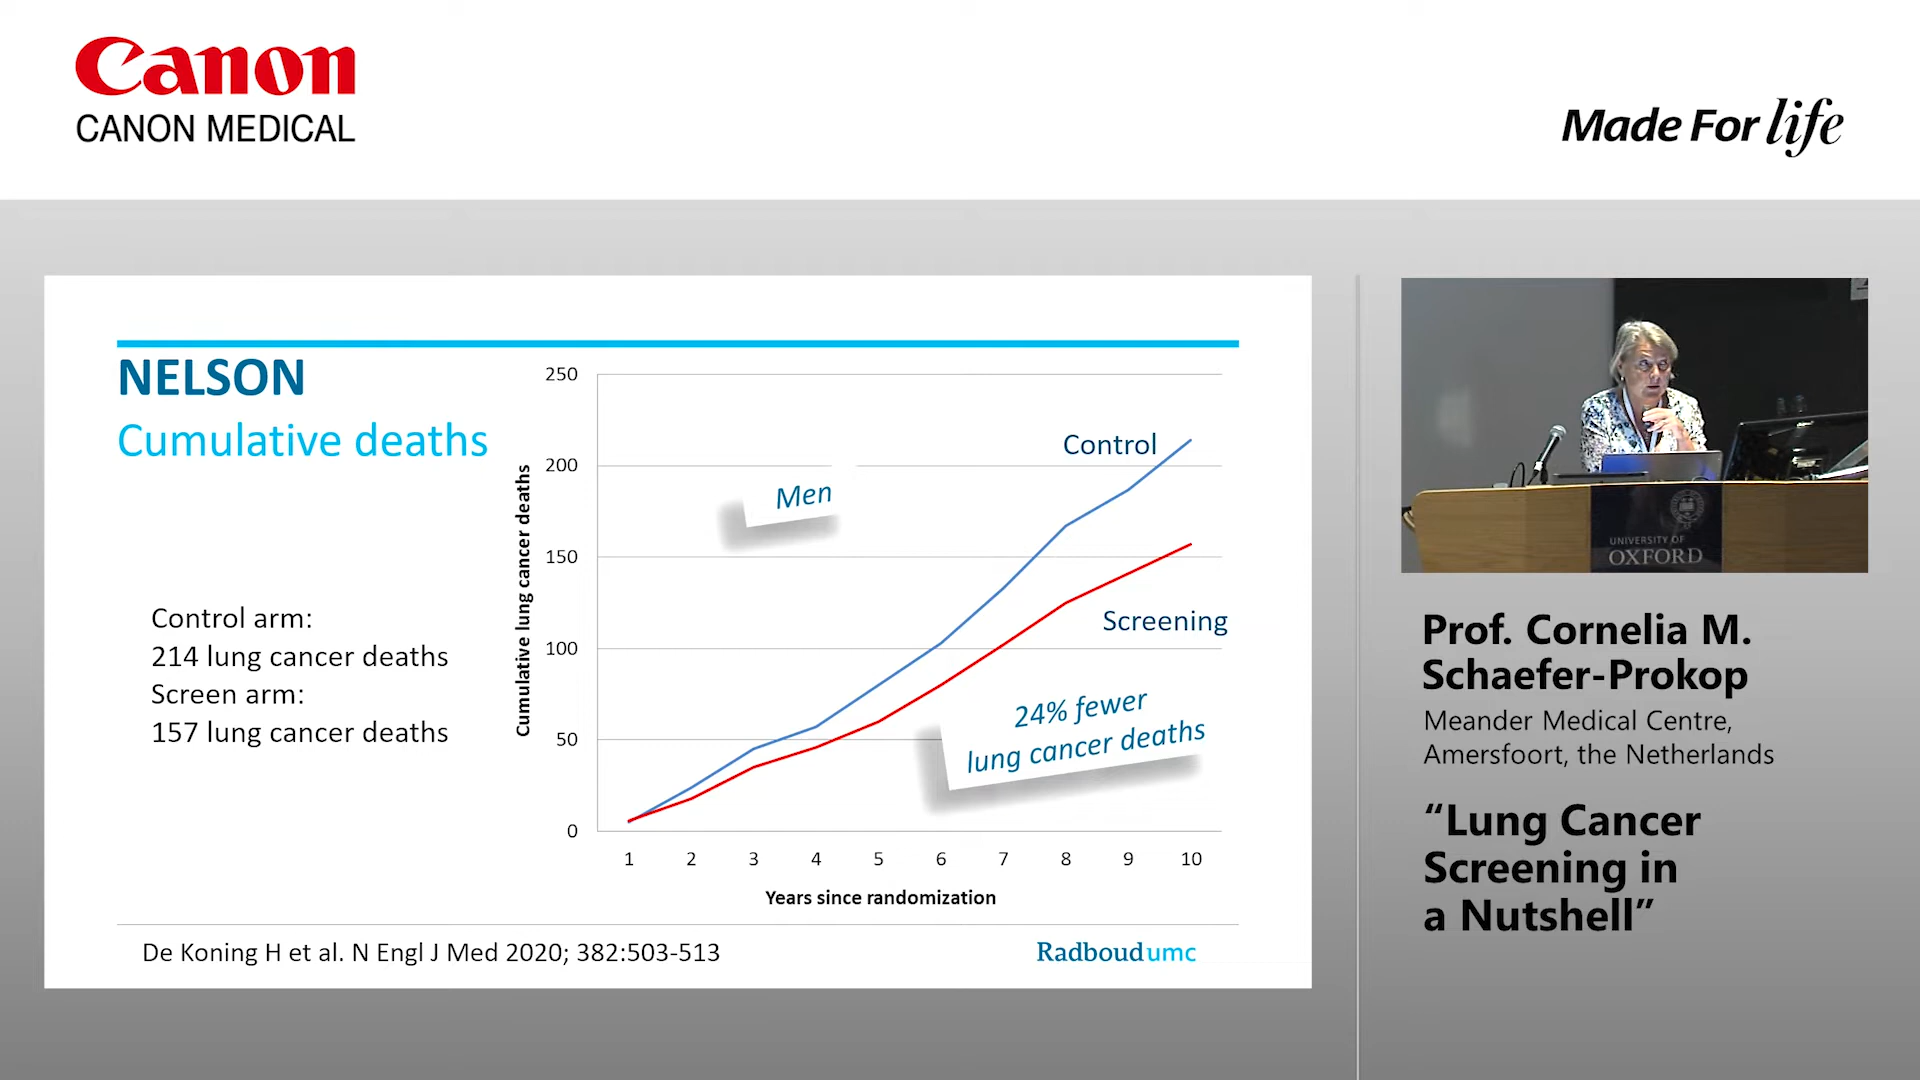 Canon
CANON MEDICAL
Made For life
NELSON
Cumulative deaths
Control arm:
214 lung cancer deaths
Screen arm:
157 lung cancer deaths
Cumulative lung cancer deaths
250
200
150
100
50
0
Men
Control
Screening
24% fewer
lung cancer deaths
1 2 3 4 5 6 7 8 9 10
Years since randomization
De Koning H et al. N Engl J Med 2020; 382:503-513
Radboudumc
UNIVERSITY OF
OXFORD
Prof. Cornelia M.
Schaefer-Prokop
Meander Medical Centre,
Amersfoort, the Netherlands
“Lung Cancer
Screening in
a Nutshell”